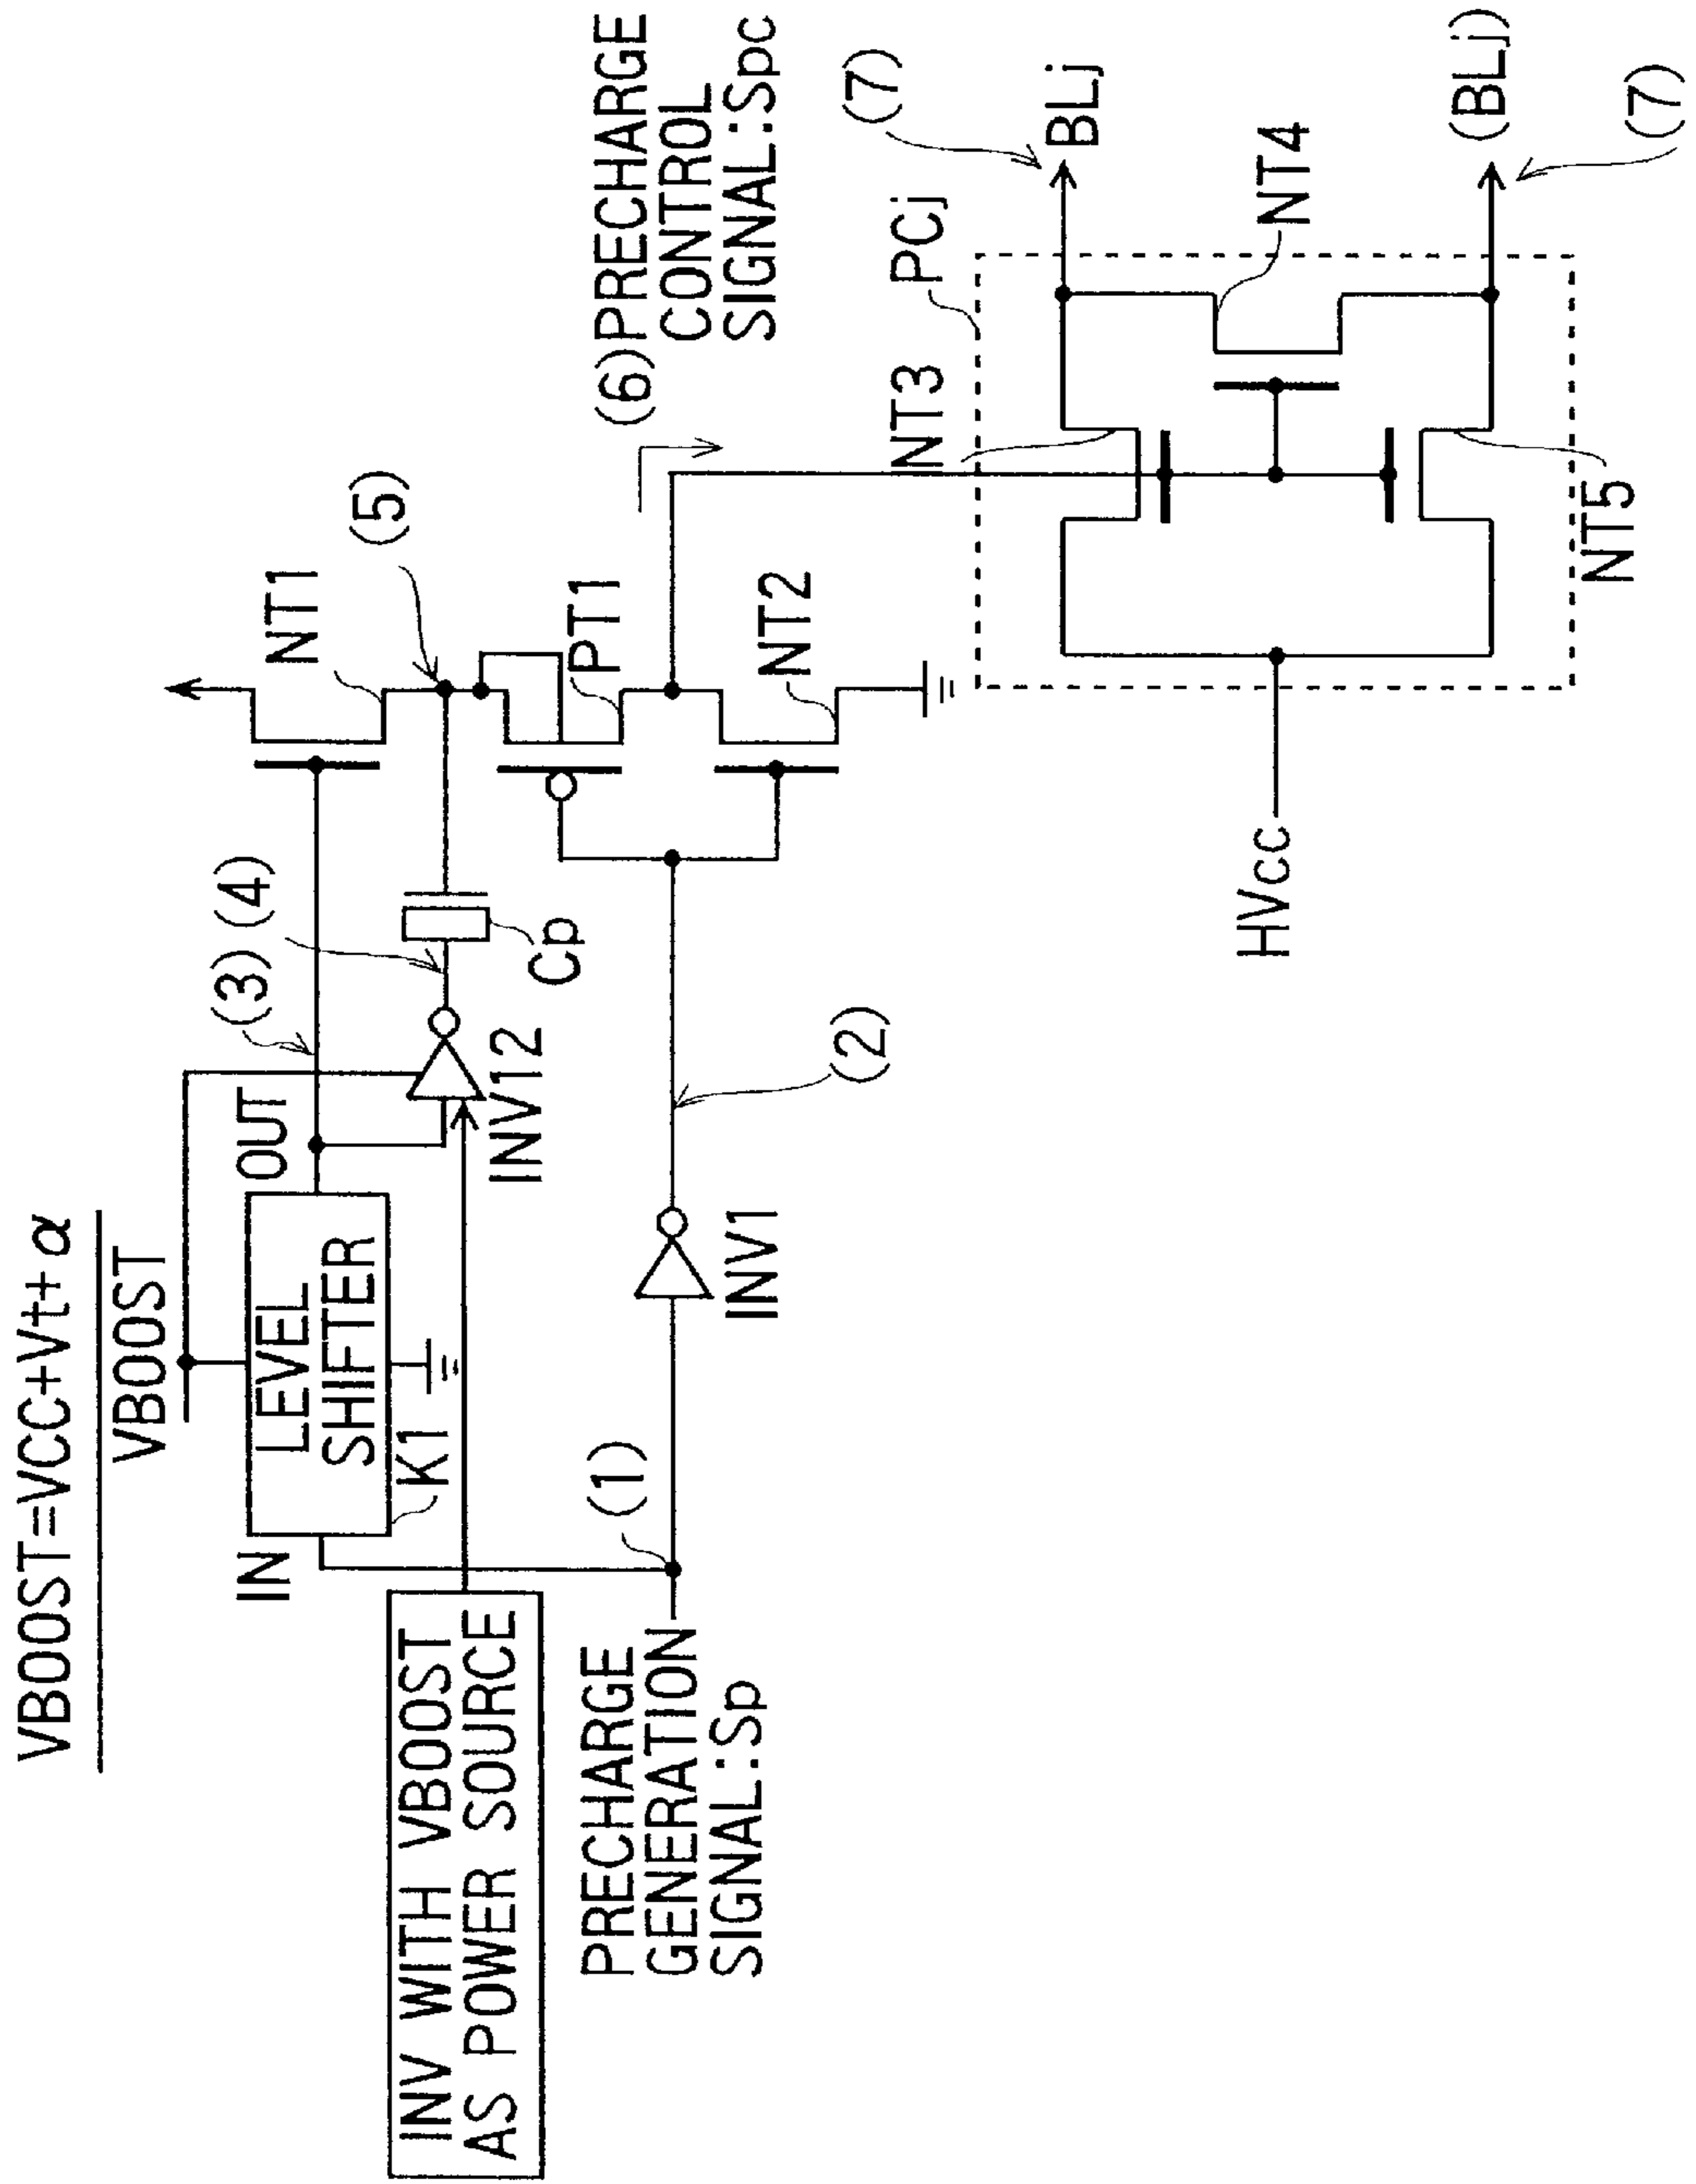 VBOOST=VCC+Vt+α
VBOOST
IN
LEVEL
SHIFTER
OUT
K1
(3)
(4)
NT1
(5)
INV WITH VBOOST
AS POWER SOURCE
INV12
Cp
PT1
(6)PRECHARGE
CONTROL
SIGNAL:Spc
PRECHARGE
GENERATION
SIGNAL:Sp
(1)
INV1
(2)
NT2
(7)
PCj
NT3
BLj
NT4
HVcc
NT5
(BLj)
(7)